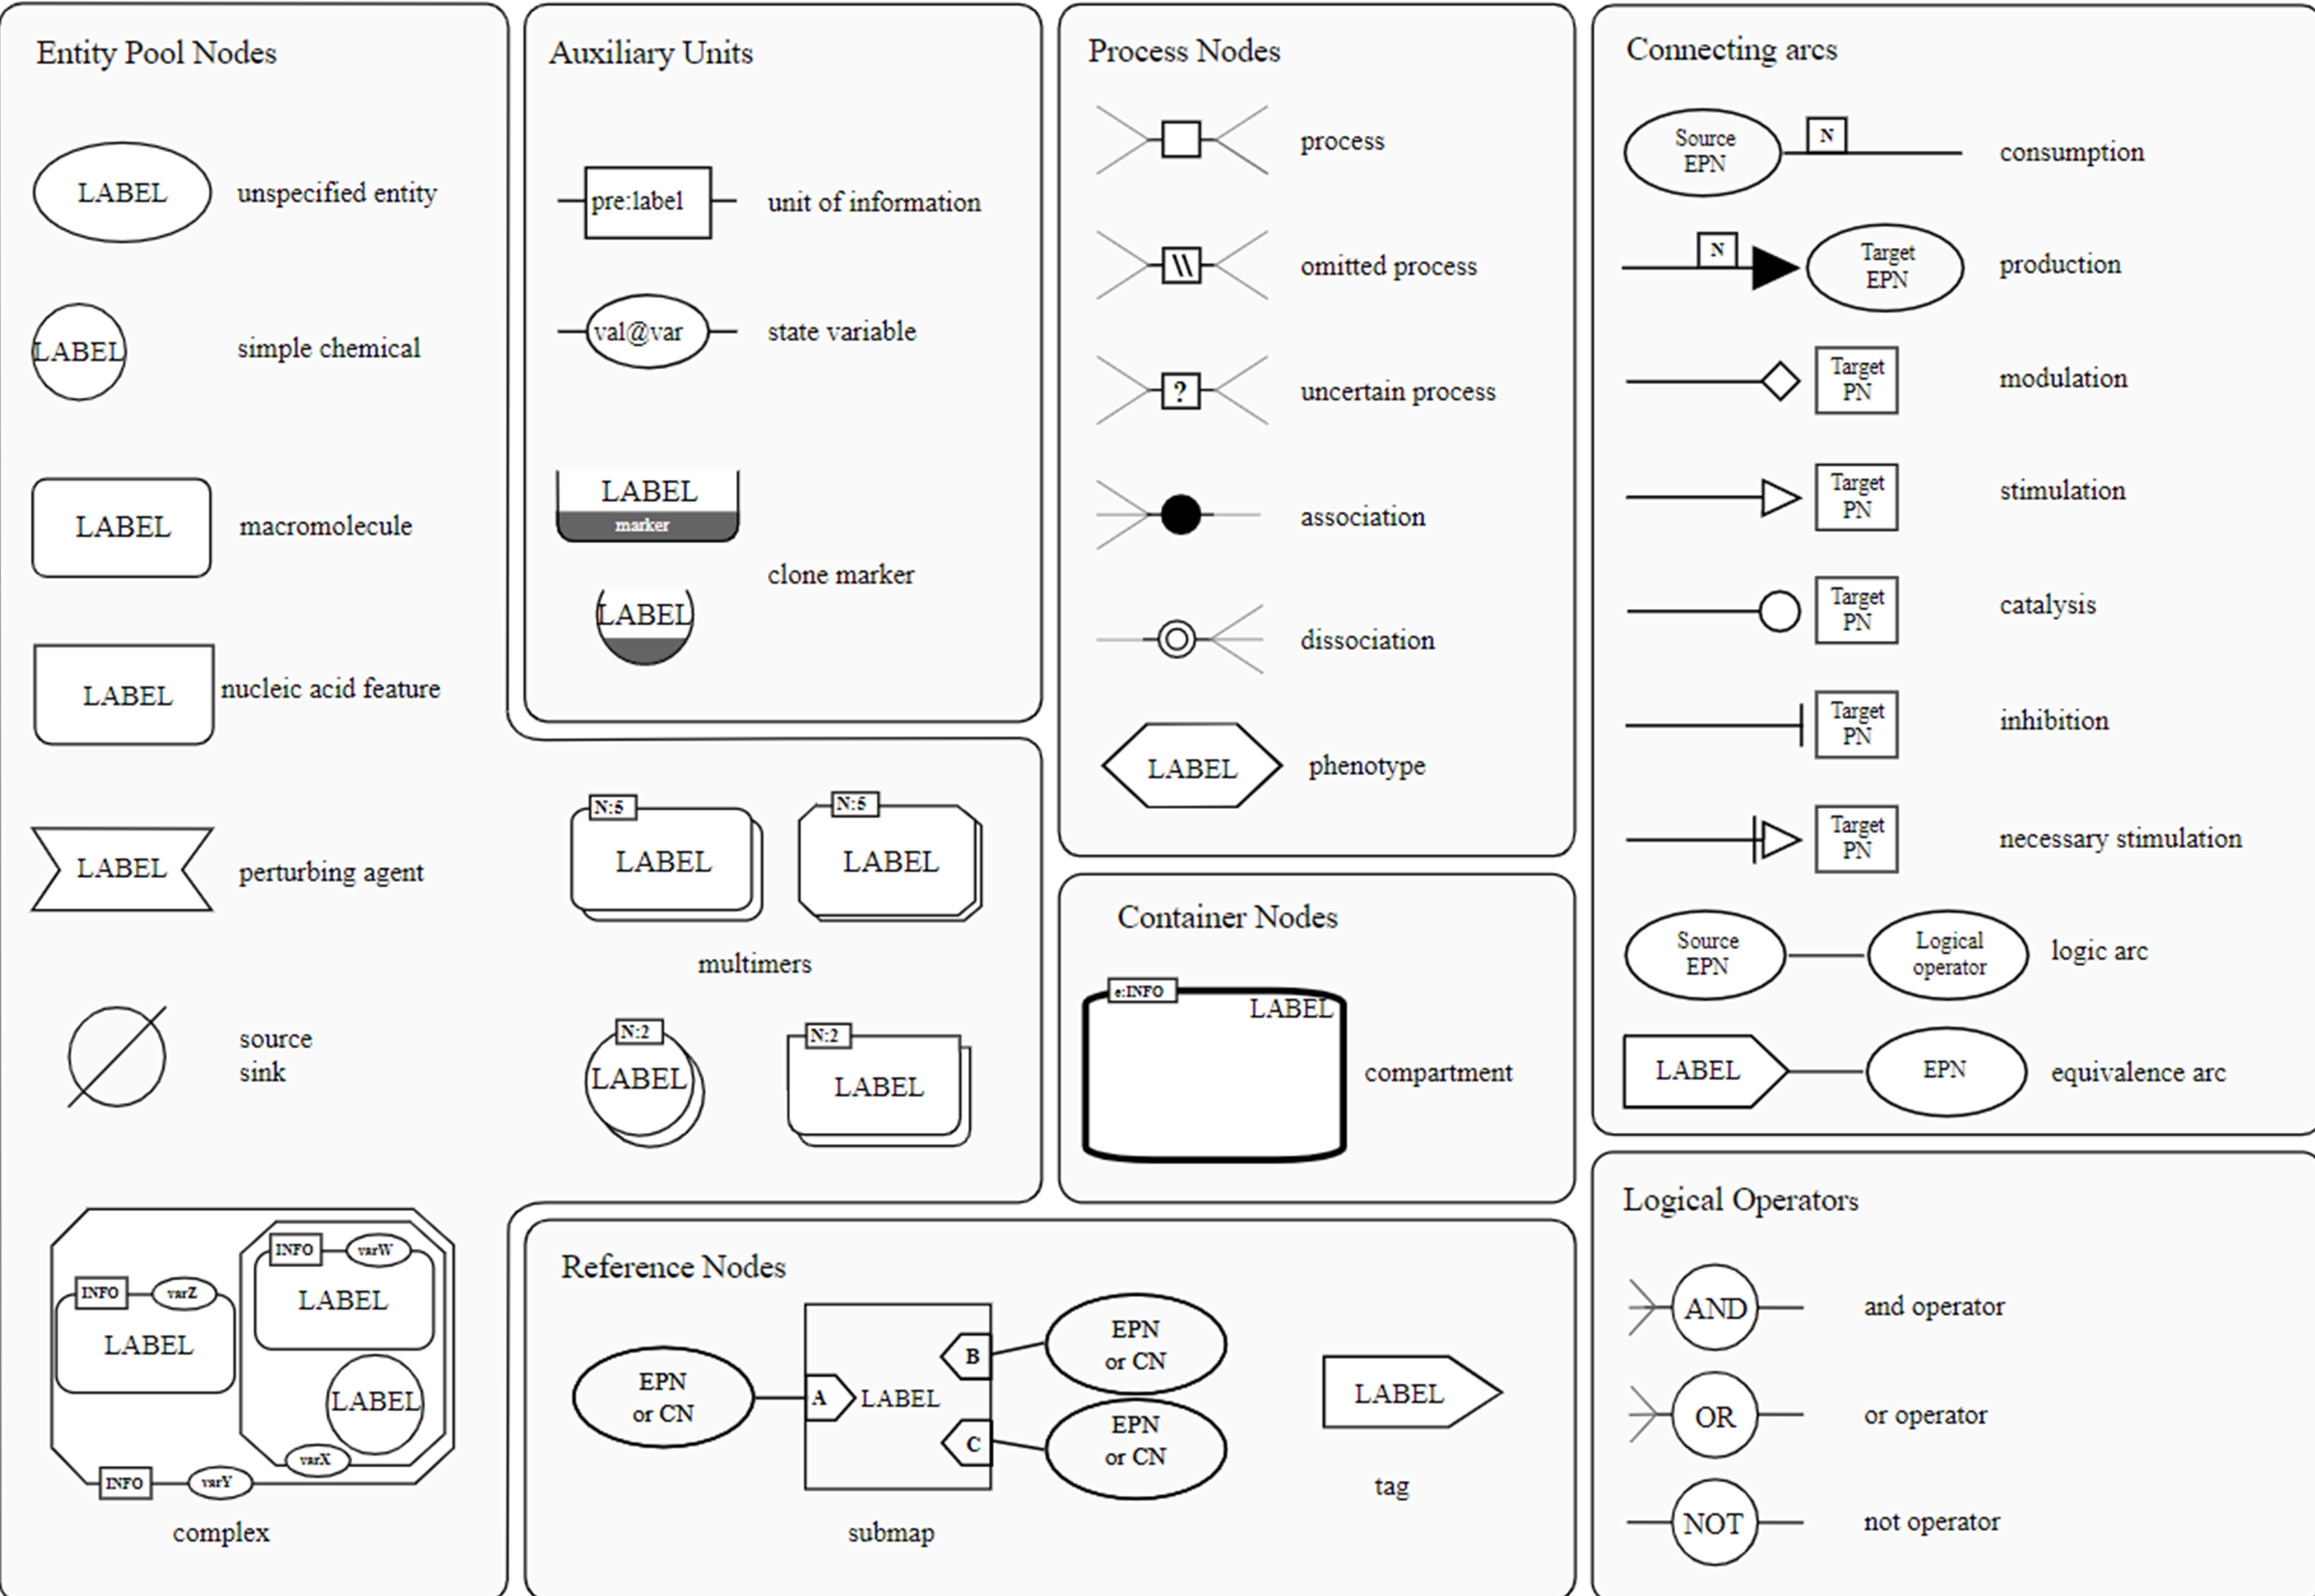 Entity Pool Nodes
LABEL
unspecified entity
LABEL
simple chemical
LABEL
macromolecule
LABEL
nucleic acid feature
LABEL
perturbing agent
source
sink
INFO
varZ
LABEL
INFO
varW
LABEL
LABEL
varX
INFO
varY
complex
N:5
LABEL
N:5
LABEL
multimers
N:2
LABEL
N:2
LABEL
Auxiliary Units
pre:label
unit of information
val@var
state variable
LABEL
marker
clone marker
LABEL
Process Nodes
process
\\
omitted process
?
uncertain process
association
dissociation
LABEL
phenotype
Container Nodes
e:INFO
LABEL
compartment
Reference Nodes
EPN
or CN
A
LABEL
B
C
EPN
or CN
EPN
or CN
submap
LABEL
tag
Connecting arcs
Source
EPN
N
consumption
N
Target
EPN
production
Target
PN
modulation
Target
PN
stimulation
Target
PN
catalysis
Target
PN
inhibition
Target
PN
necessary stimulation
Source
EPN
Logical
operator
logic arc
LABEL
EPN
equivalence arc
Logical Operators
AND
and operator
OR
or operator
NOT
not operator